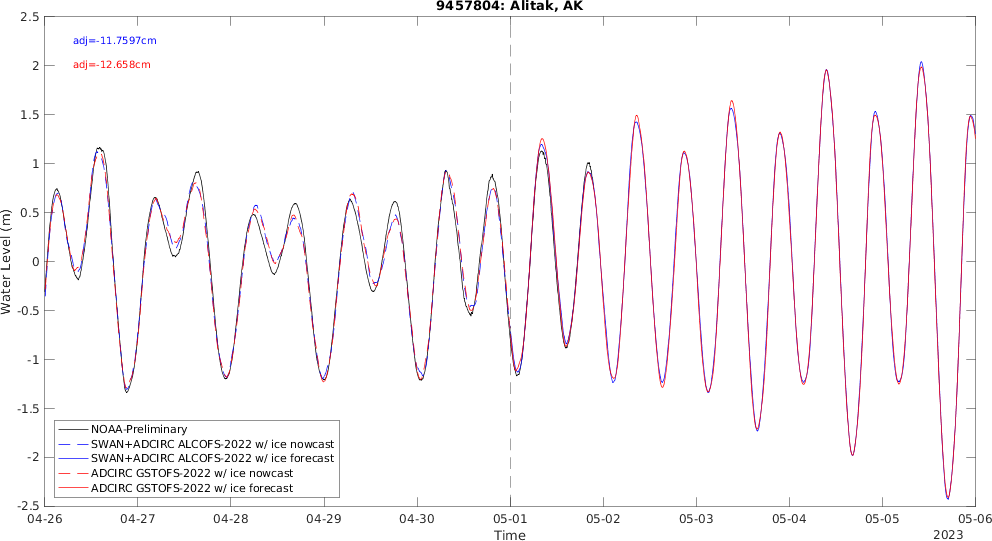 9457804: Alitak, AK
adj=-11.7597cm
adj=-12.658cm
2.5
2
1.5
1
0.5
0
-0.5
-1
-1.5
-2
-2.5
Water Level (m)
NOAA-Preliminary
SWAN+ADCIRC ALCOFS-2022 w/ ice nowcast
SWAN+ADCIRC ALCOFS-2022 w/ ice forecast
ADCIRC GSTOFS-2022 w/ ice nowcast
ADCIRC GSTOFS-2022 w/ ice forecast
04-26 04-27 04-28 04-29 04-30 05-01 05-02 05-03 05-04 05-05 05-06
Time
2023